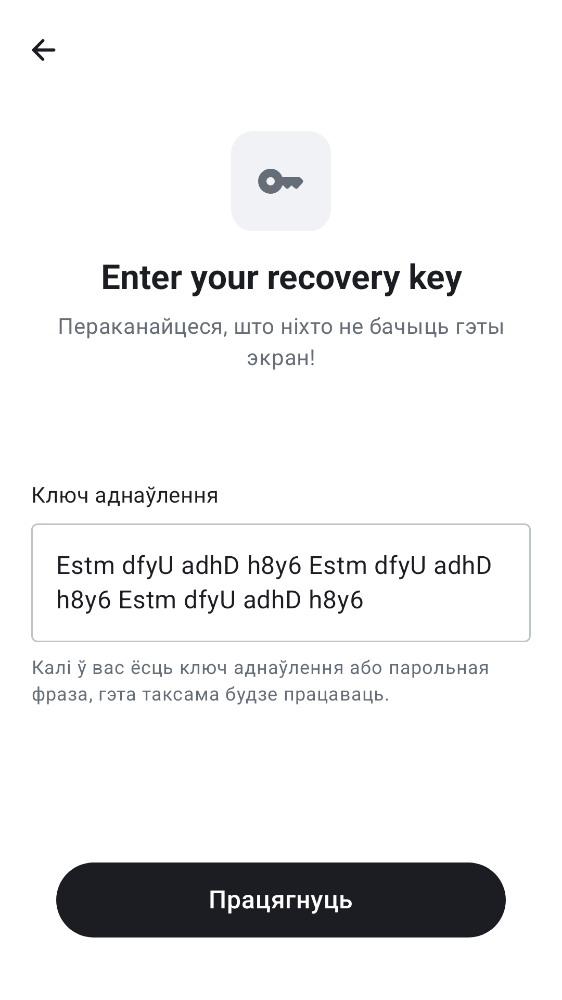 Enter your recovery key
Пераканайцеся, што ніхто не бачыць гэты
экран!
Ключ аднаўлення
Estm dfyU adhD h8y6 Estm dfyU adhD
h8y6 Estm dfyU adhD h8y6
Калі ў вас ёсць ключ аднаўлення або парольная
фраза, гэта таксама будзе працаваць.
Працягнуць